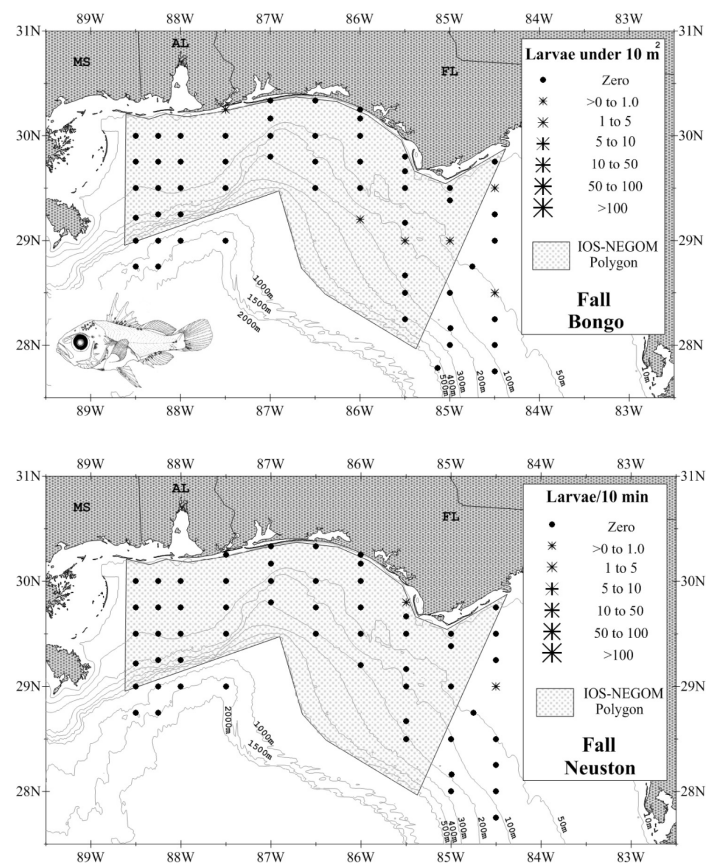 89W 88W 87W 86W 85W 84W 83W
31N
30N
29N
28N
MS
AL
FL
Larvae under 10 m²
Zero
>0 to 1.0
1 to 5
5 to 10
10 to 50
50 to 100
>100
IOS-NEGOM
Polygon
Fall
Bongo
1000m
1500m
2000m
500m
400m
300m
200m
100m
50m
10m
89W 88W 87W 86W 85W 84W 83W
89W 88W 87W 86W 85W 84W 83W
31N 31N
30N 30N
29N 29N
28N 28N
MS
AL
FL
Larvae/10 min
Zero
>0 to 1.0
1 to 5
5 to 10
10 to 50
50 to 100
>100
IOS-NEGOM
Polygon
Fall
Neuston
2000m
1000m
1500m
500m
400m
300m
200m
100m
50m
10m
89W 88W 87W 86W 85W 84W 83W